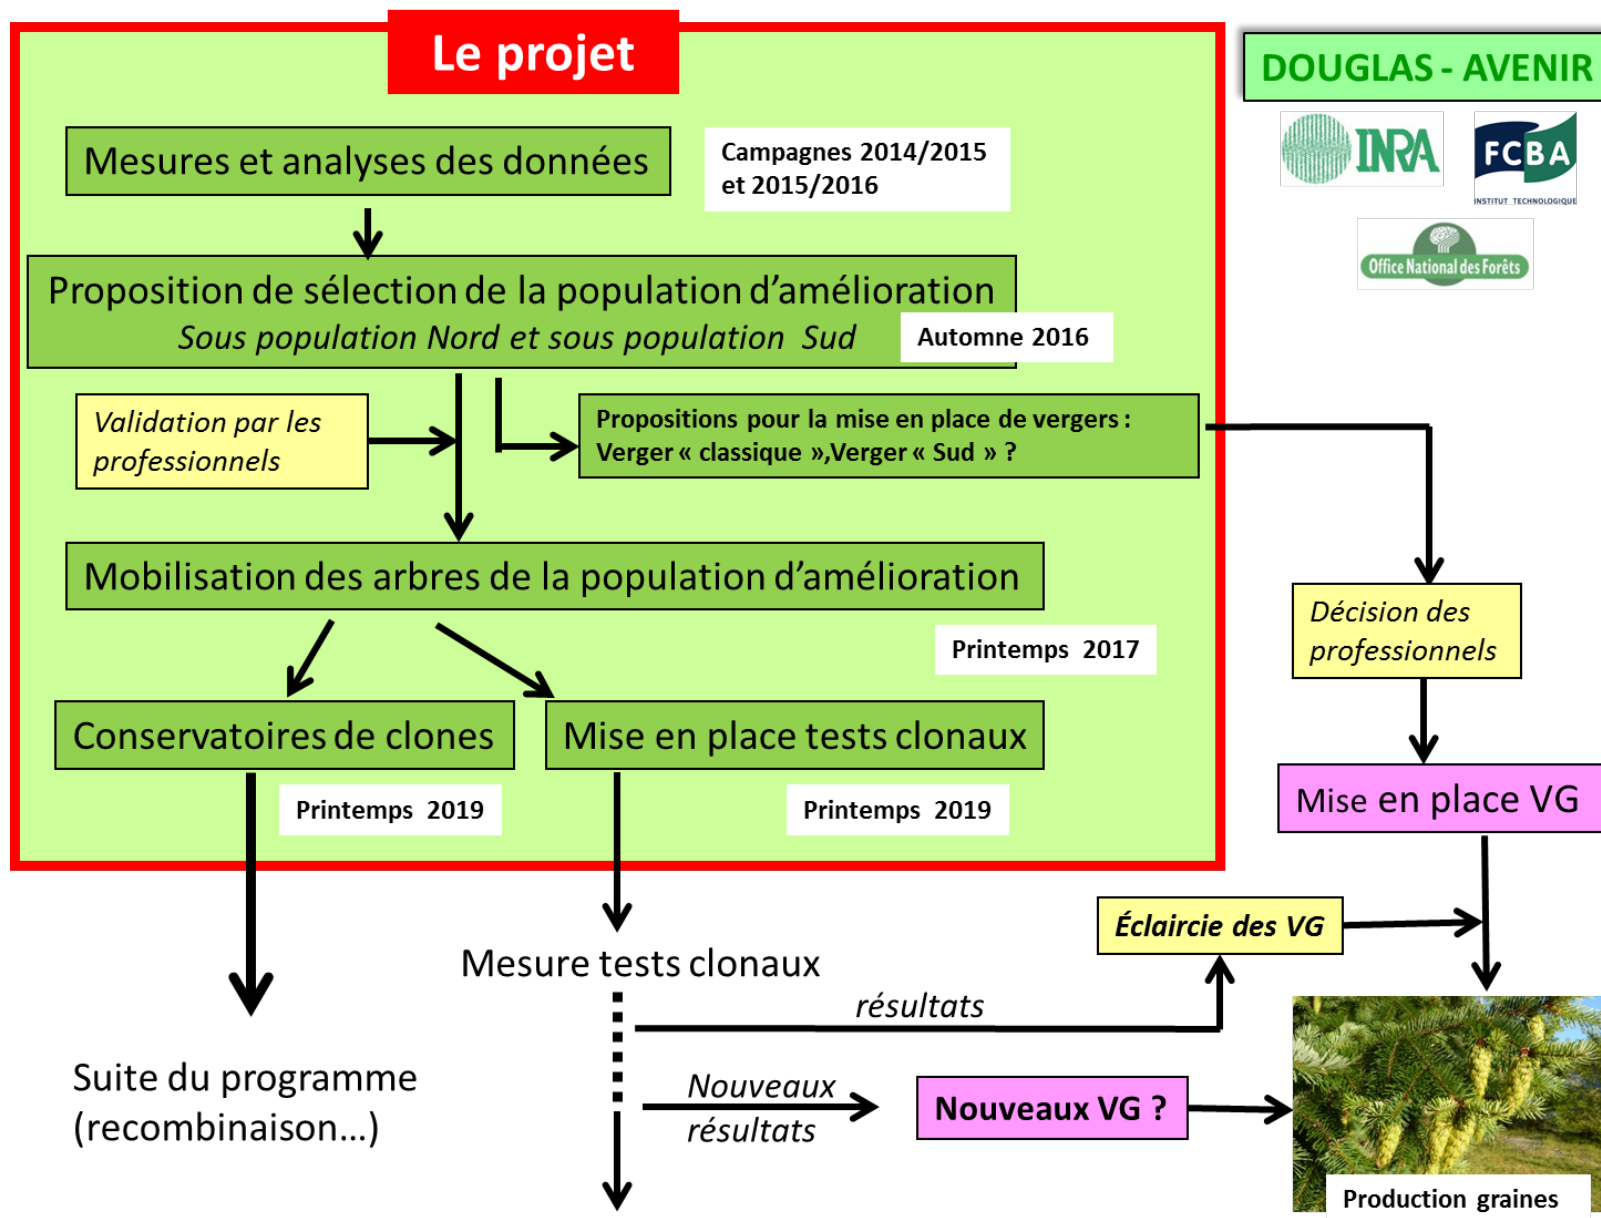 Le projet
DOUGLAS - AVENIR
INRA
FCBA
INSTITUT TECHNOLOGIQUE
Office National des Forêts
Mesures et analyses des données
Campagnes 2014/2015
et 2015/2016
Proposition de sélection de la population d’amélioration
Sous population Nord et sous population Sud
Automne 2016
Validation par les
professionnels
Propositions pour la mise en place de vergers :
Verger « classique »,Verger « Sud » ?
Mobilisation des arbres de la population d’amélioration
Printemps 2017
Décision des
professionnels
Conservatoires de clones
Mise en place tests clonaux
Printemps 2019
Printemps 2019
Mise en place VG
Éclaircie des VG
Mesure tests clonaux
résultats
Suite du programme
(recombinaison…)
Nouveaux
résultats
Nouveaux VG ?
Production graines